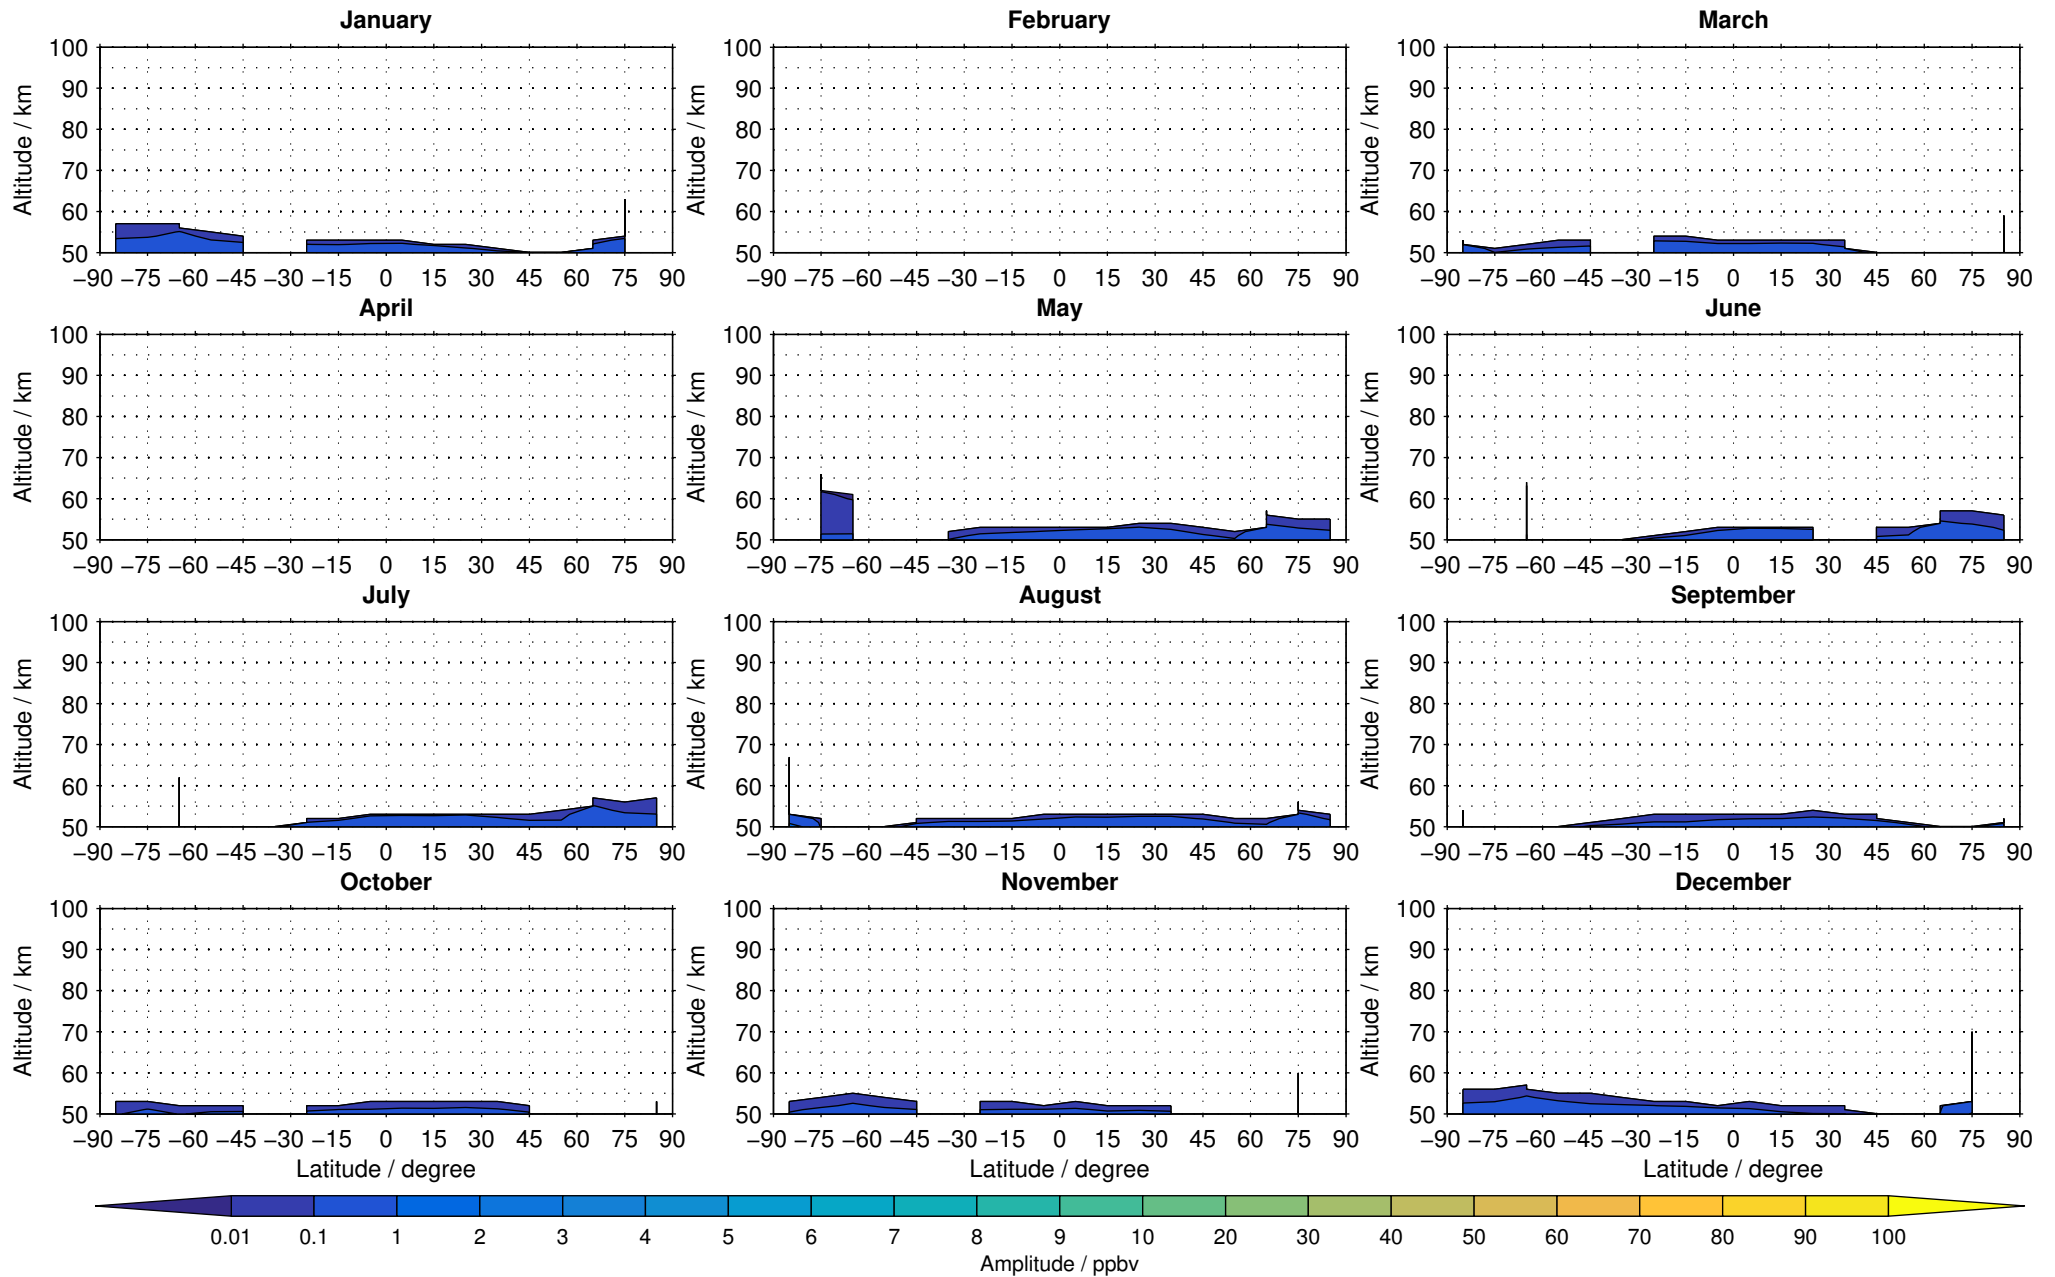 January February March
100 100 100
Altitude / km 90 Altitude / km 90 Altitude / km 90
80 80 80
70 70 70
60 60 60
50 50 50
−90 −75 −60 −45 −30 −15 0 15 30 45 60 75 90 −90 −75 −60 −45 −30 −15 0 15 30 45 60 75 90 −90 −75 −60 −45 −30 −15 0 15 30 45 60 75 90
April May June
100 100 100
Altitude / km 90 Altitude / km 90 Altitude / km 90
80 80 80
70 70 70
60 60 60
50 50 50
−90 −75 −60 −45 −30 −15 0 15 30 45 60 75 90 −90 −75 −60 −45 −30 −15 0 15 30 45 60 75 90 −90 −75 −60 −45 −30 −15 0 15 30 45 60 75 90
July August September
100 100 100
Altitude / km 90 Altitude / km 90 Altitude / km 90
80 80 80
70 70 70
60 60 60
50 50 50
−90 −75 −60 −45 −30 −15 0 15 30 45 60 75 90 −90 −75 −60 −45 −30 −15 0 15 30 45 60 75 90 −90 −75 −60 −45 −30 −15 0 15 30 45 60 75 90
October November December
100 100 100
Altitude / km 90 Altitude / km 90 Altitude / km 90
80 80 80
70 70 70
60 60 60
50 50 50
−90 −75 −60 −45 −30 −15 0 15 30 45 60 75 90 −90 −75 −60 −45 −30 −15 0 15 30 45 60 75 90 −90 −75 −60 −45 −30 −15 0 15 30 45 60 75 90
Latitude / degree Latitude / degree Latitude / degree
0.01 0.1 1 2 3 4 5 6 7 8 9 10 20 30 40 50 60 70 80 90 100
Amplitude / ppbv